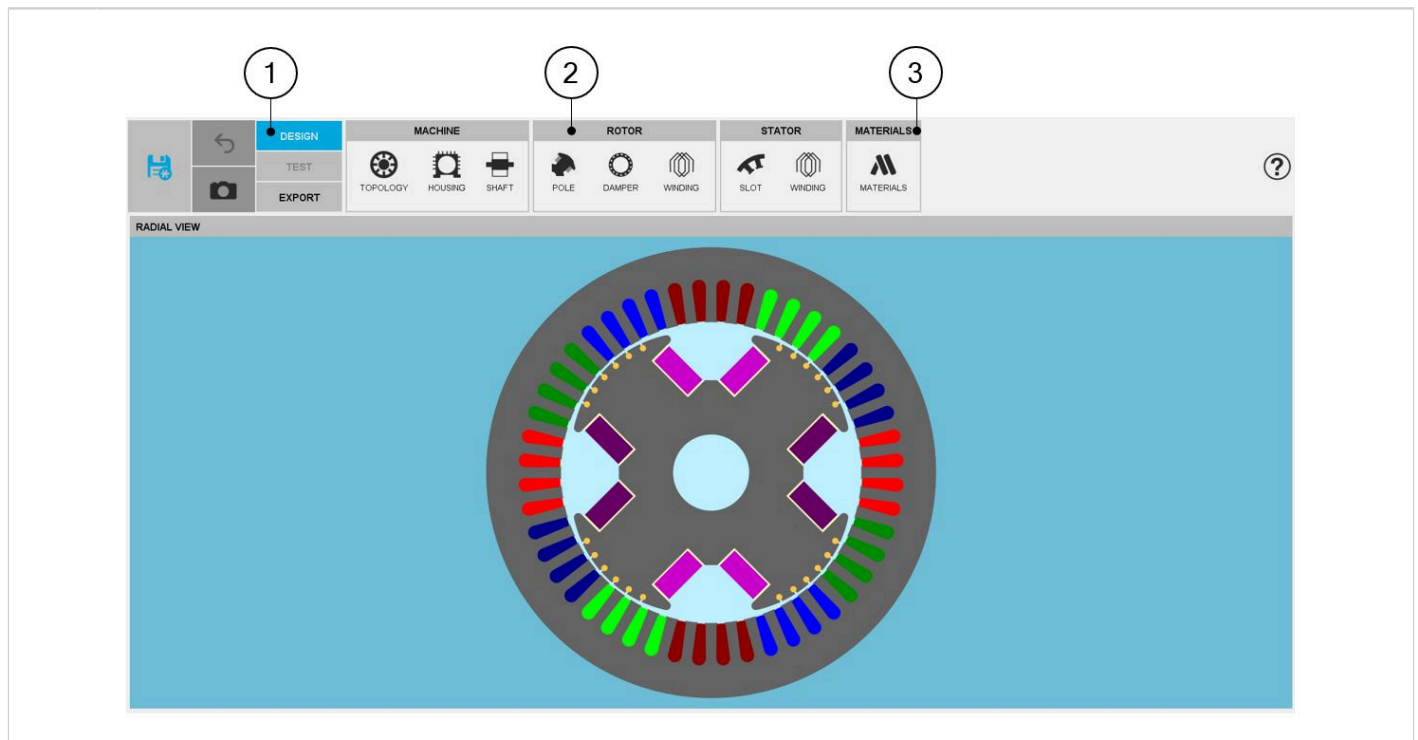 1 2 3
DESIGN MACHINE ROTOR STATOR MATERIALS
TEST
TOPOLOGY HOUSING SHAFT POLE DAMPER WINDING SLOT WINDING MATERIALS
?
EXPORT
RADIAL VIEW